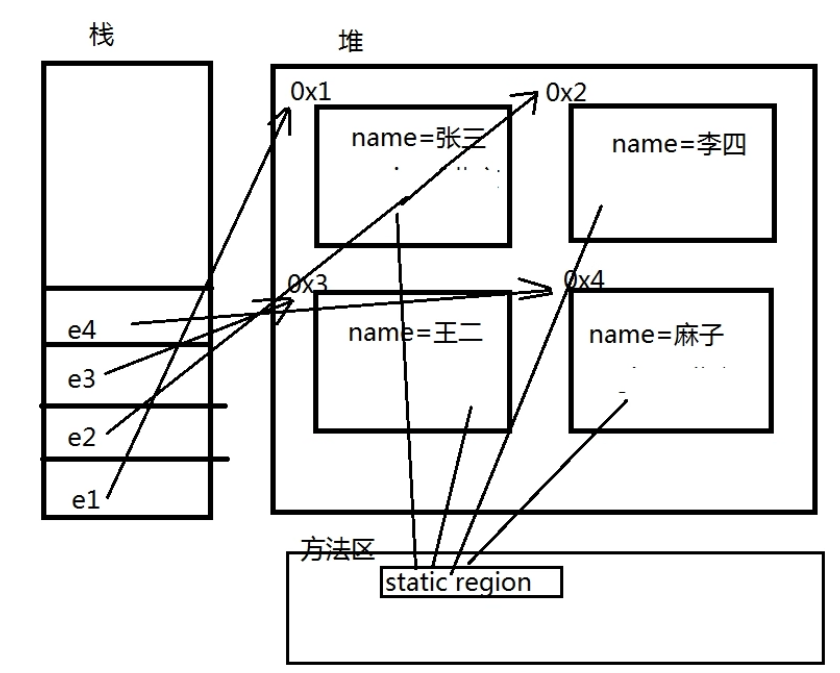 栈
堆
0x1
0x2
name=张三
name=李四
0x3
0x4
e4
name=王二
name=麻子
e3
e2
e1
方法区
static region